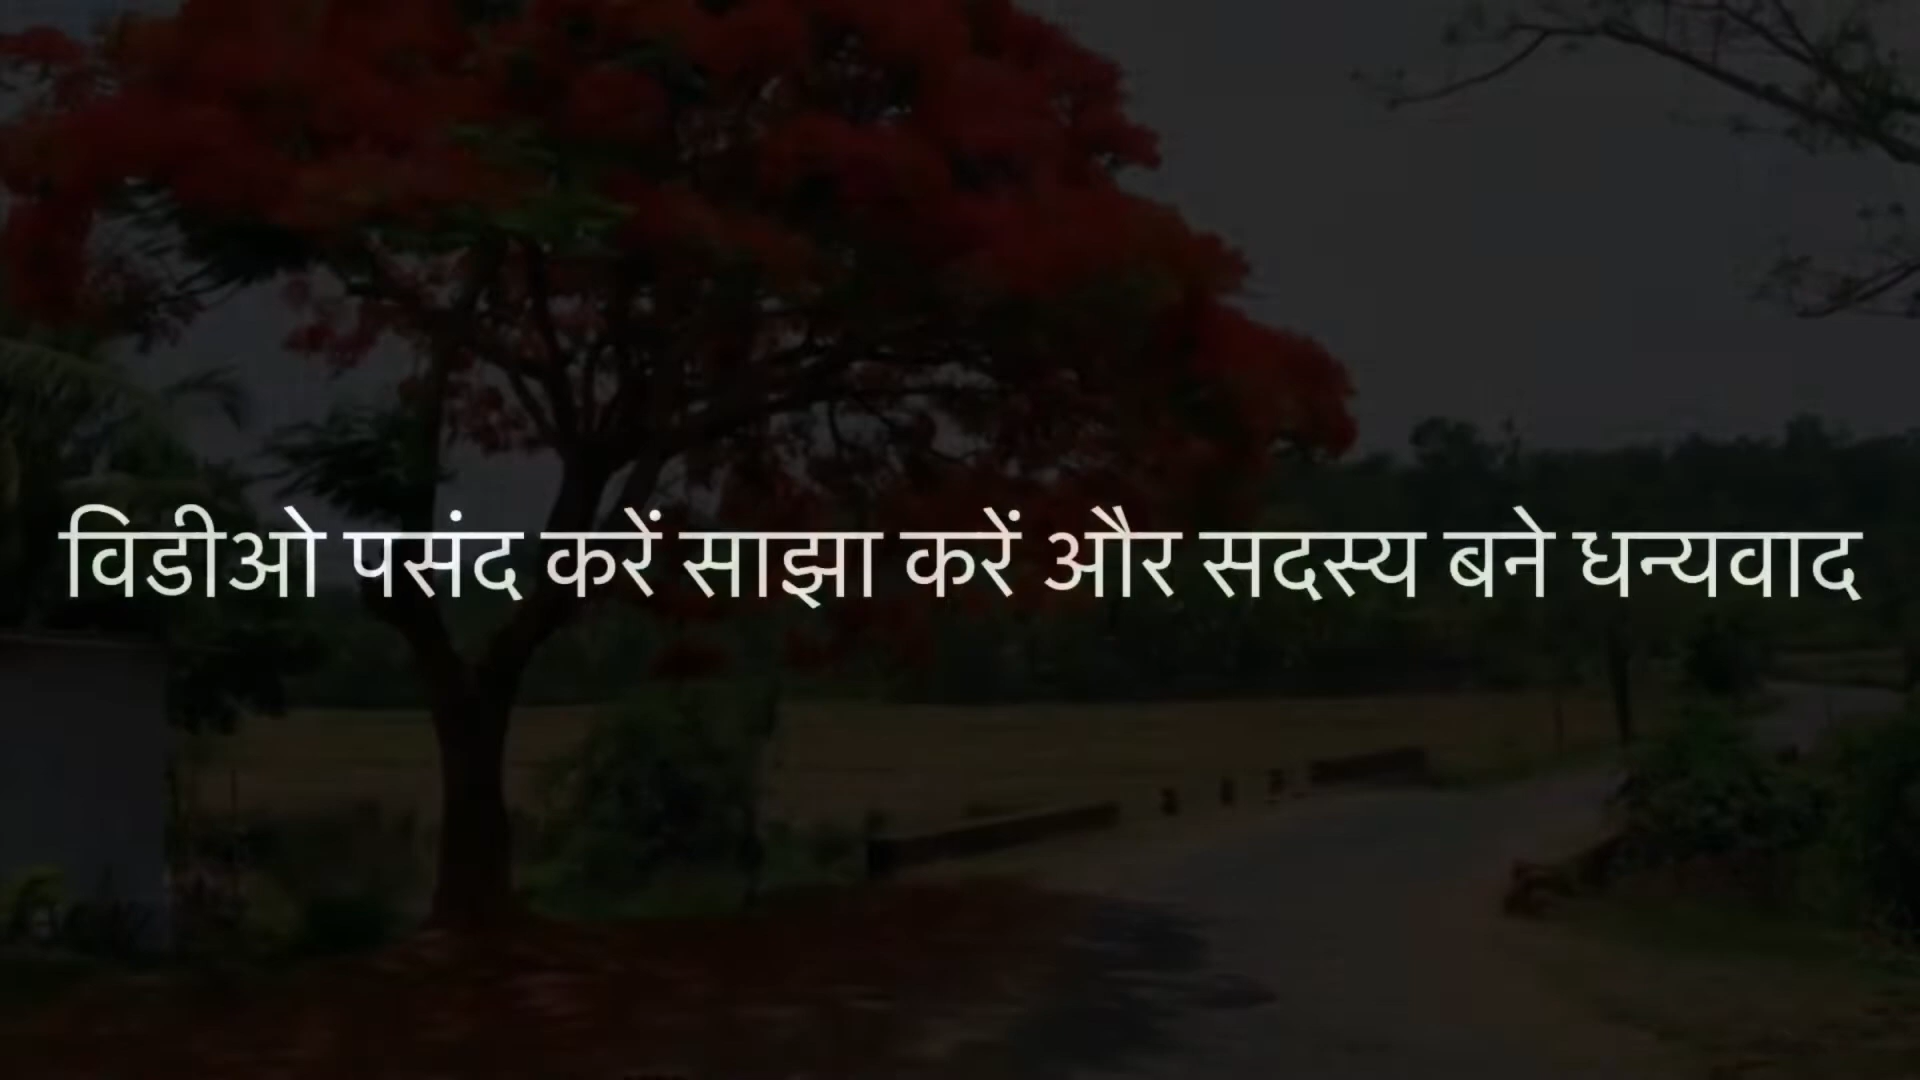 विडीओ पसंद करें साझा करें और सदस्य बने धन्यवाद